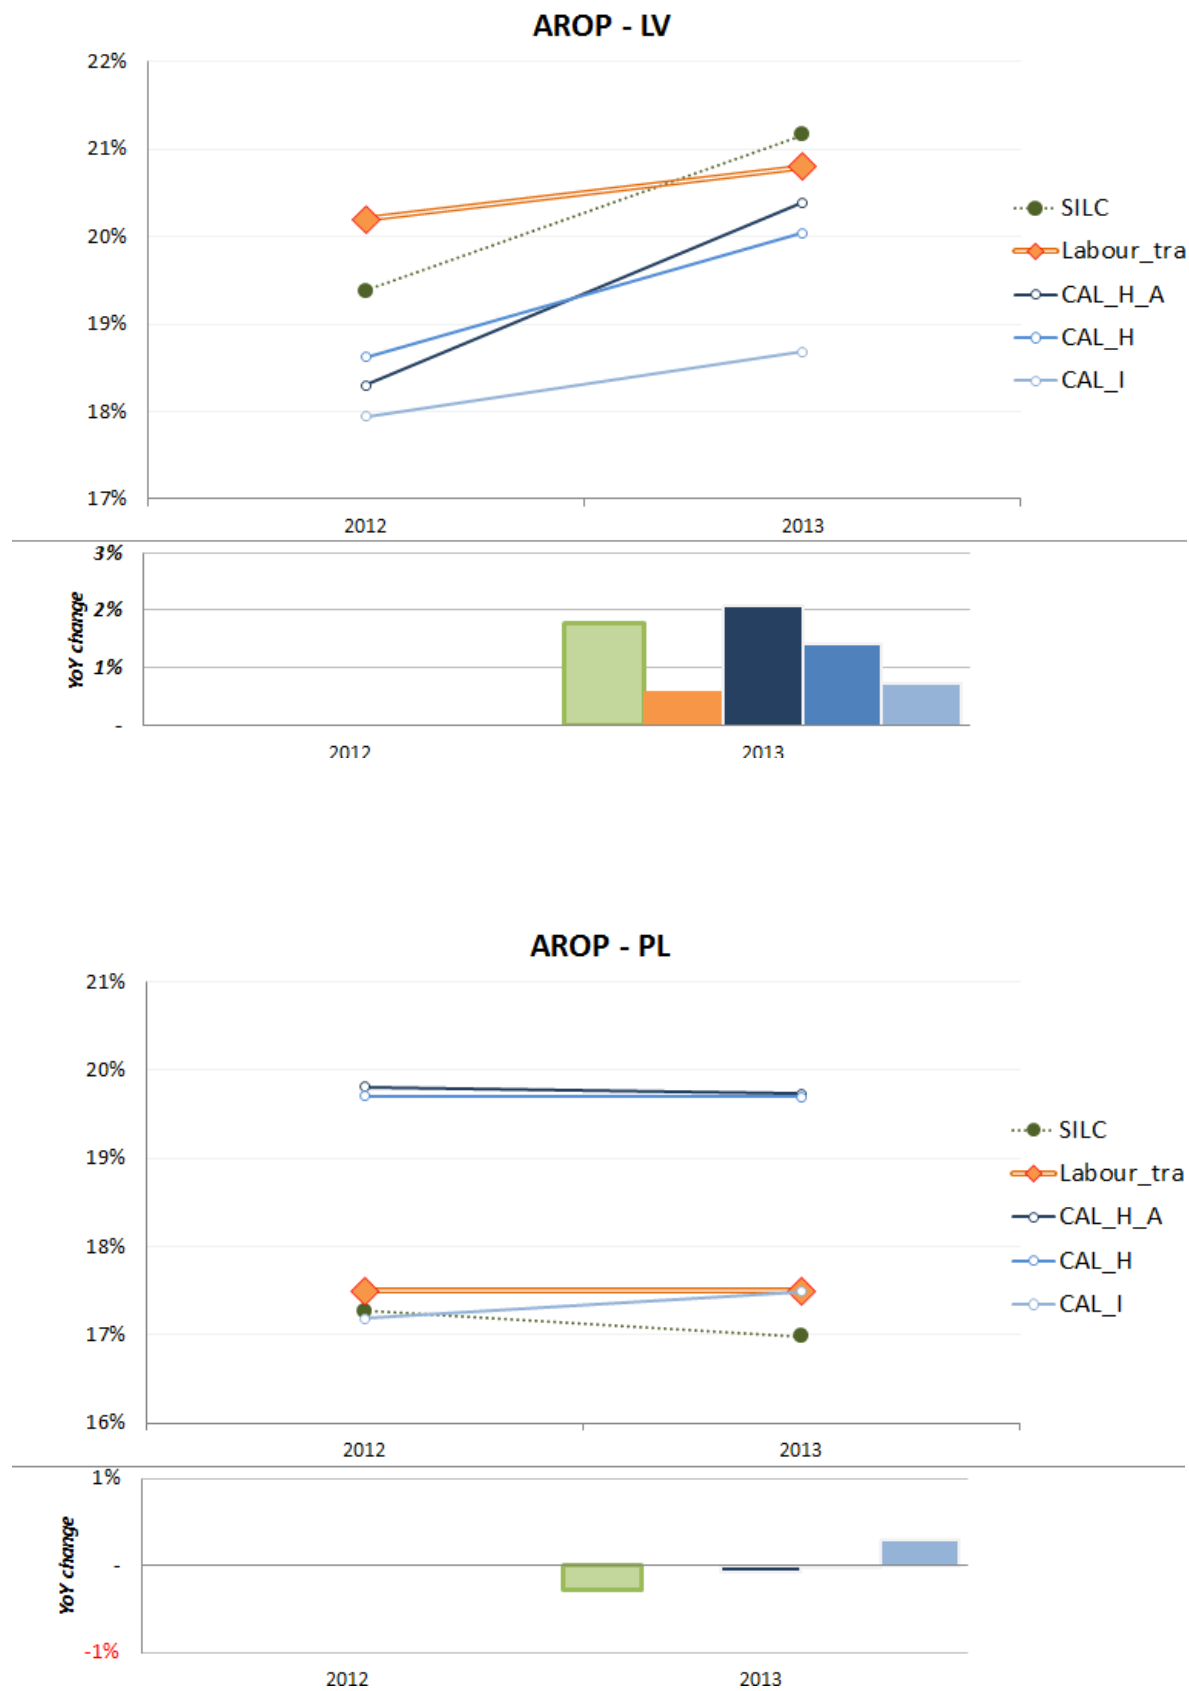 AROP - LV
22%
21%
20%
19%
18%
17%
2012
2013
SILC
Labour_tra
CAL_H_A
CAL_H
CAL_I
YoY change
3%
2%
1%
-
2012
2013
AROP - PL
21%
20%
19%
18%
17%
16%
2012
2013
SILC
Labour_tra
CAL_H_A
CAL_H
CAL_I
YoY change
1%
-
-1%
2012
2013